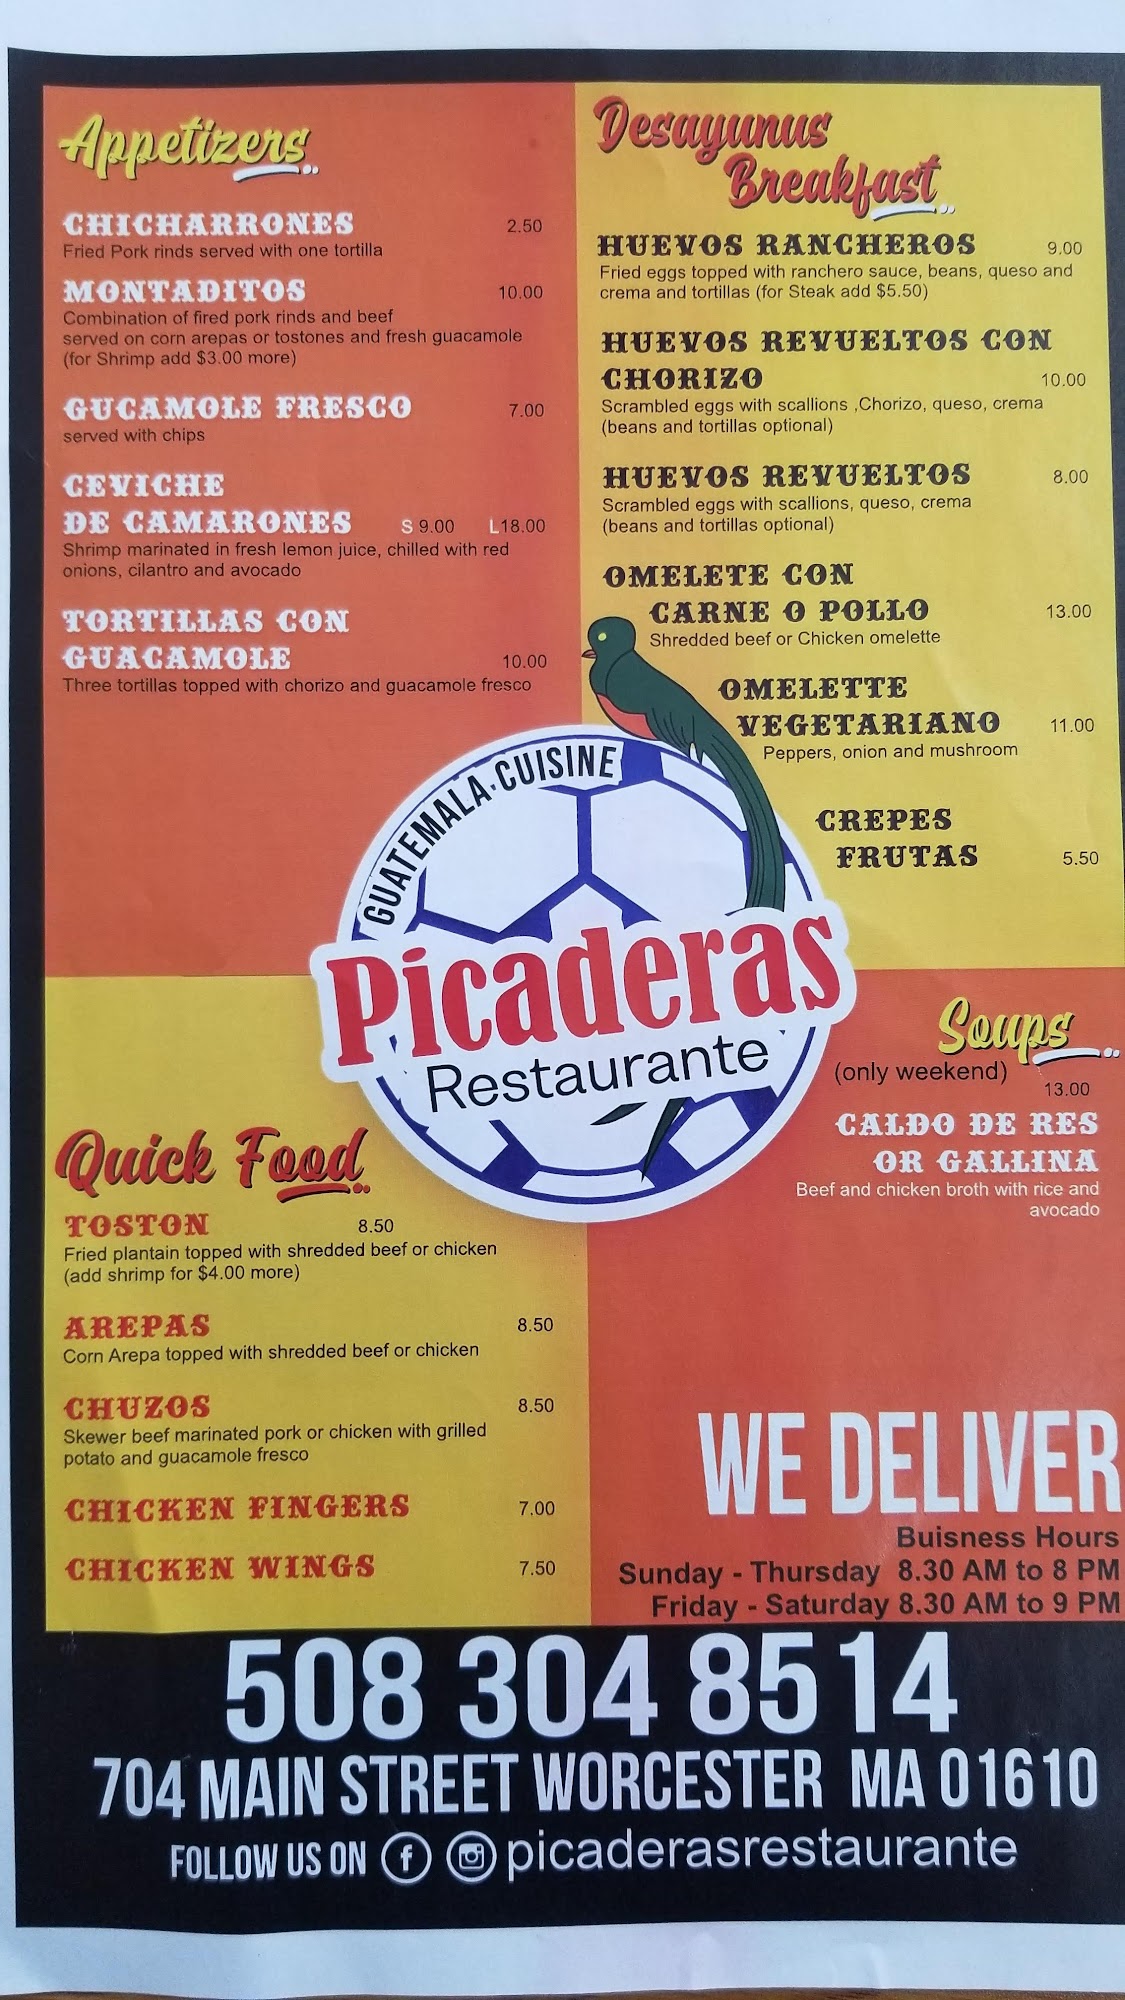 Appetizers
CHICHARRONES 2.50
Fried Pork rinds served with one tortilla
MONTADITOS 10.00
Combination of fired pork rinds and beef
served on corn arepas or tostones and fresh guacamole
(for Shrimp add $3.00 more)
GUCAMOLE FRESCO 7.00
served with chips
CEVICHE
DE CAMARONES S 9.00 L18.00
Shrimp marinated in fresh lemon juice, chilled with red
onions, cilantro and avocado
TORTILLAS CON
GUACAMOLE 10.00
Three tortillas topped with chorizo and guacamole fresco
Desayunus
Breakfast
HUEVOS RANCHEROS 9.00
Fried eggs topped with ranchero sauce, beans, queso and
crema and tortillas (for Steak add $5.50)
HUEVOS REVUELTOS CON
CHORIZO 10.00
Scrambled eggs with scallions ,Chorizo, queso, crema
(beans and tortillas optional)
HUEVOS REVUELTOS 8.00
Scrambled eggs with scallions, queso, crema
(beans and tortillas optional)
OMELETE CON
CARNE O POLLO 13.00
Shredded beef or Chicken omelette
OMELETTE
VEGETARIANO 11.00
Peppers, onion and mushroom
CREPES
FRUTAS 5.50
GUATEMALA·CUISINE
Picaderas
Restaurante
Quick Food
TOSTON 8.50
Fried plantain topped with shredded beef or chicken
(add shrimp for $4.00 more)
AREPAS 8.50
Corn Arepa topped with shredded beef or chicken
CHUZOS 8.50
Skewer beef marinated pork or chicken with grilled
potato and guacamole fresco
CHICKEN FINGERS 7.00
CHICKEN WINGS 7.50
Soups
(only weekend)
13.00
CALDO DE RES
OR GALLINA
Beef and chicken broth with rice and
avocado
WE DELIVER
Buisness Hours
Sunday - Thursday 8.30 AM to 8 PM
Friday - Saturday 8.30 AM to 9 PM
508 304 8514
704 MAIN STREET WORCESTER MA 01610
FOLLOW US ON f picaderasrestaurante